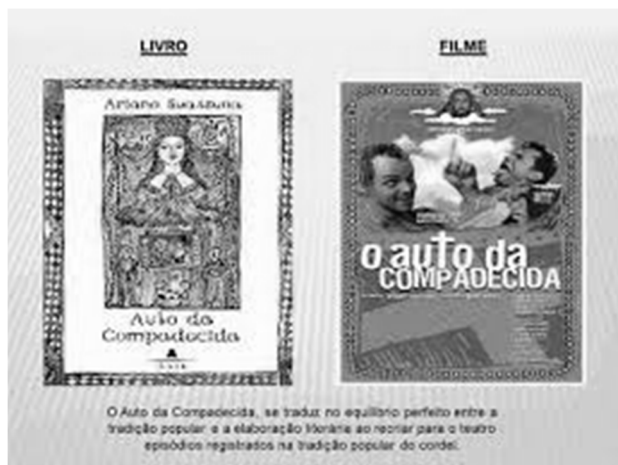 LIVRO
FILME
Ariano Suassuna
Auto da
Compadecida
o auto da
COMPADECIDA
O Auto da Compadecida, se traduz no equilíbrio perfeito entre a
tradição popular e a elaboração literária ao recriar para o teatro
episódios registrados na tradição popular do cordel.